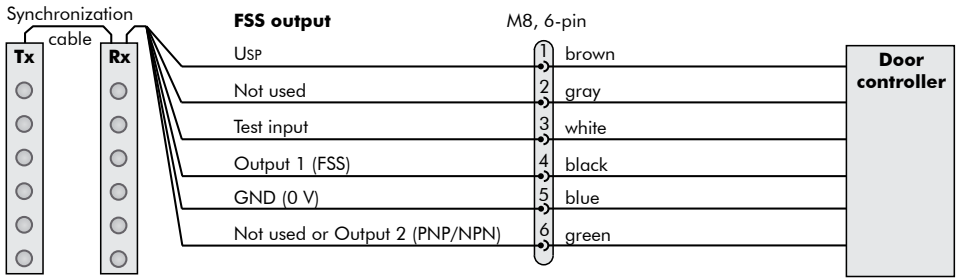 Synchronization
cable
Tx
Rx
FSS output
M8, 6-pin
USP 1 brown
Not used 2 gray
Test input 3 white
Output 1 (FSS) 4 black
GND (0 V) 5 blue
Not used or Output 2 (PNP/NPN) 6 green
Door
controller